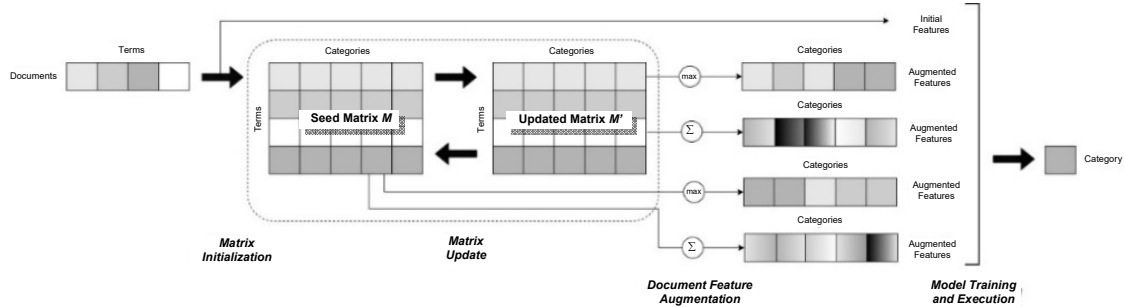 Initial
Features
Terms
Documents
Categories
Categories
Terms
Seed Matrix M
Terms
Updated Matrix M'
max
Categories
Augmented
Features
Σ
Categories
Augmented
Features
max
Categories
Augmented
Features
Σ
Categories
Augmented
Features
Category
Matrix
Initialization
Matrix
Update
Document Feature
Augmentation
Model Training
and Execution